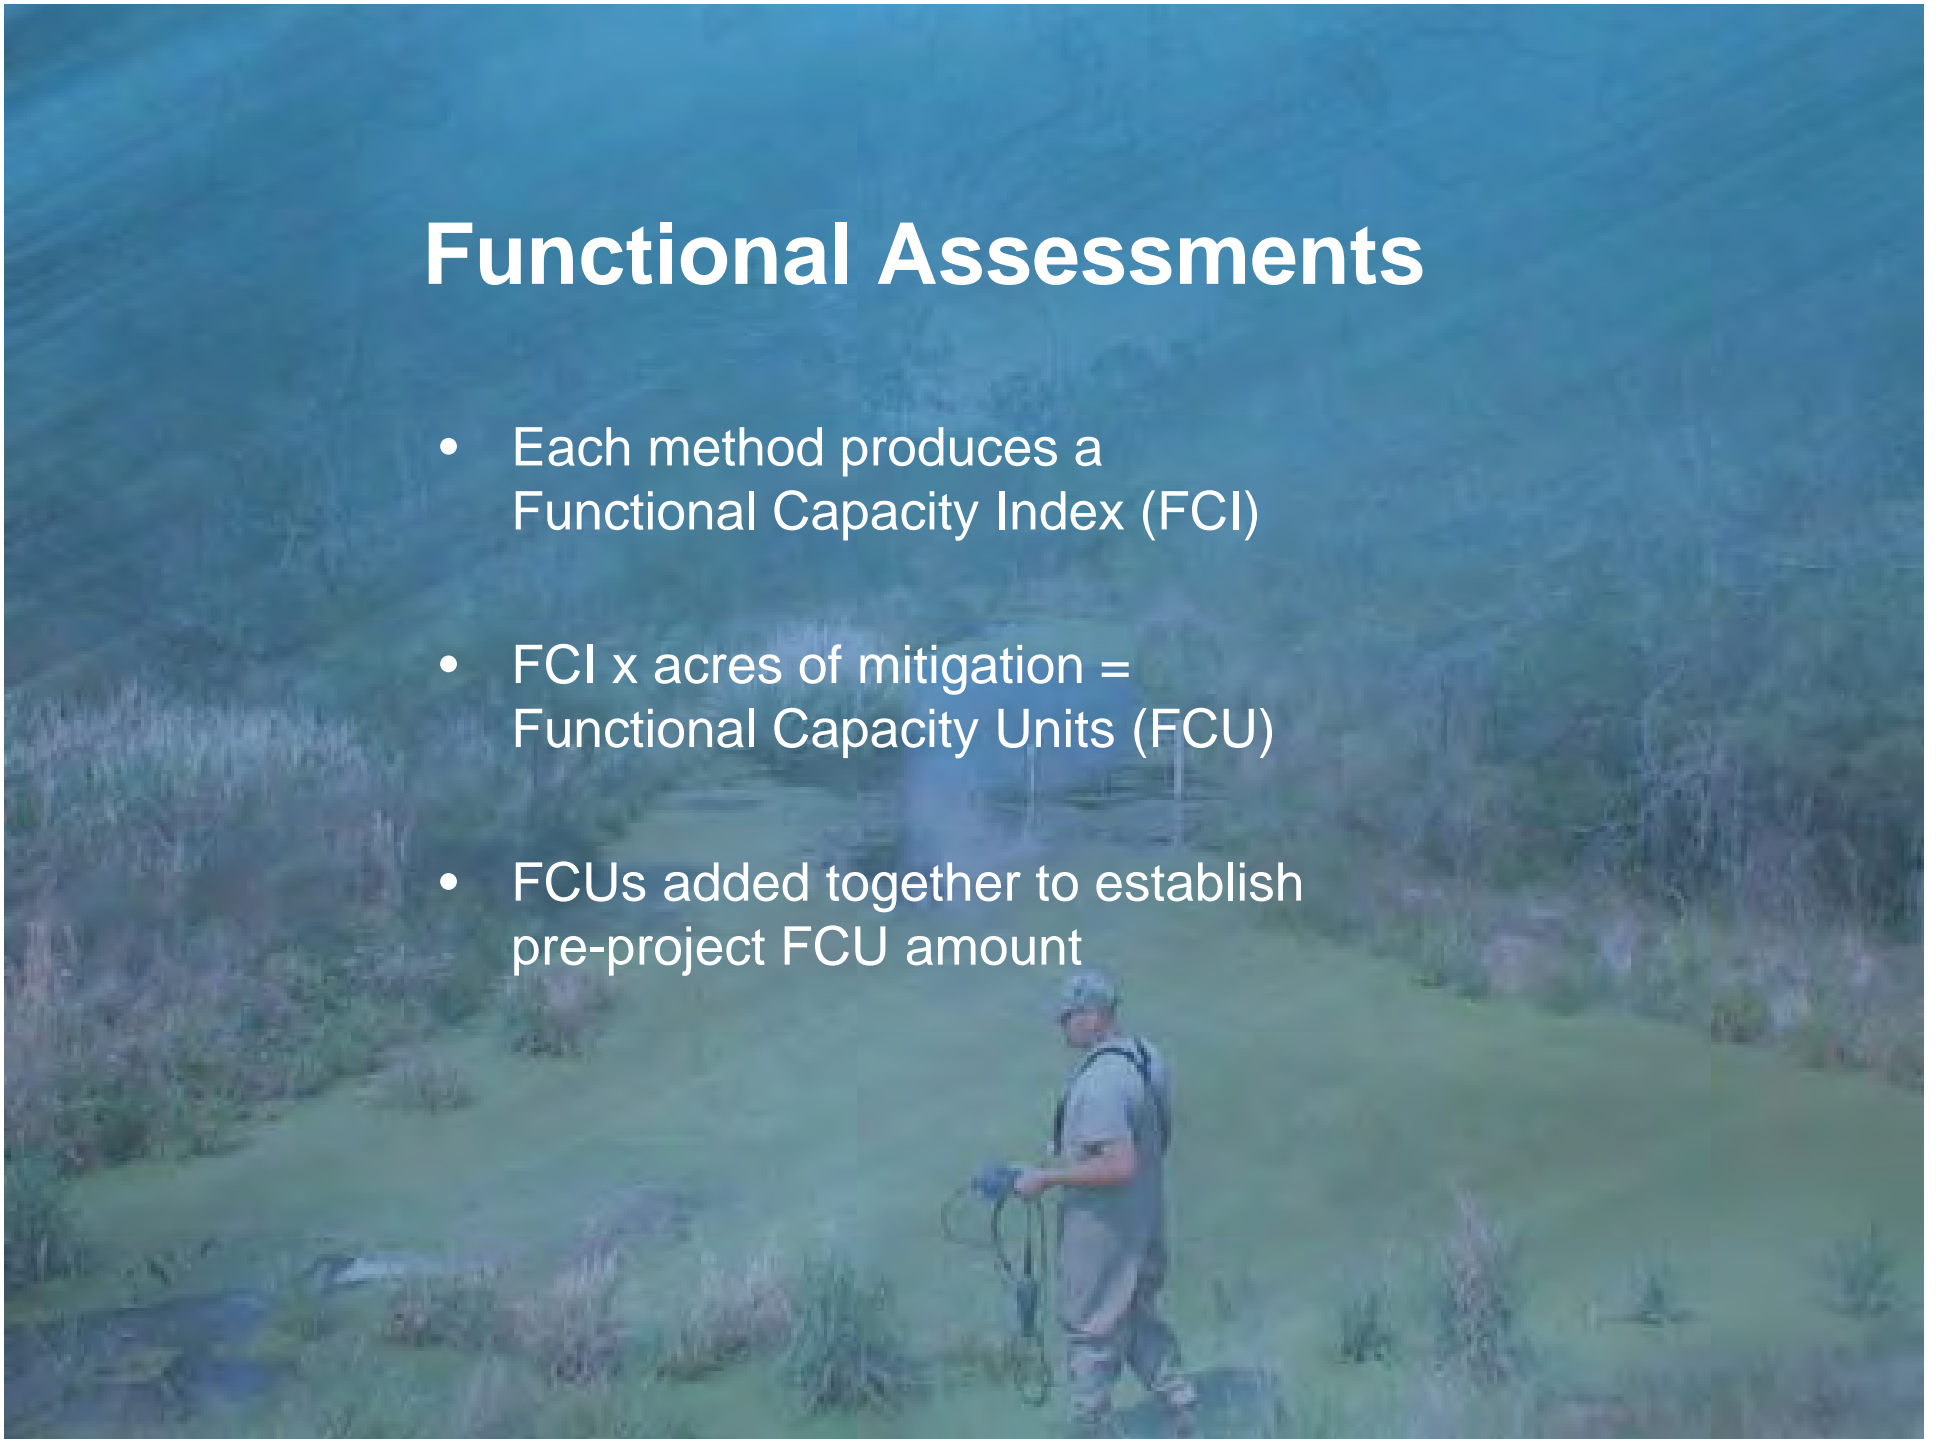 Functional Assessments
• Each method produces a
Functional Capacity Index (FCI)
• FCI x acres of mitigation =
Functional Capacity Units (FCU)
• FCUs added together to establish
pre-project FCU amount